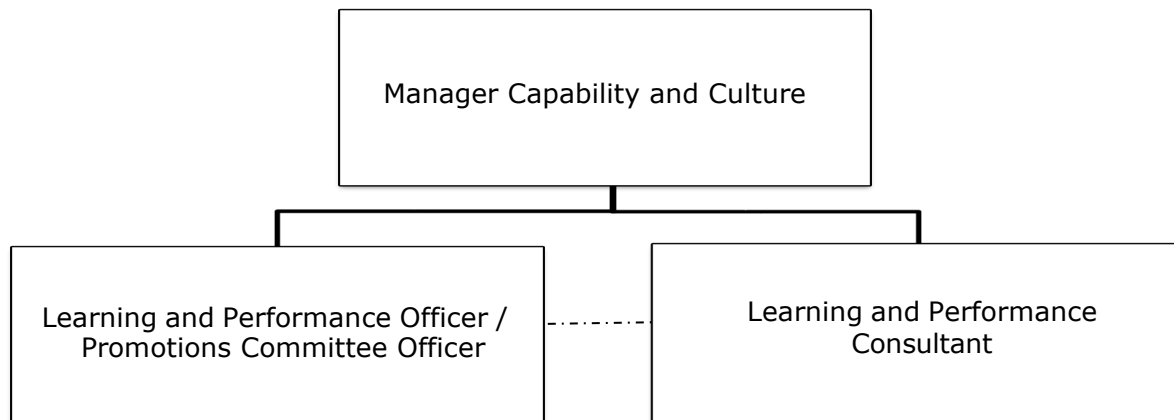 Manager Capability and Culture
Learning and Performance Officer /
Promotions Committee Officer
Learning and Performance
Consultant